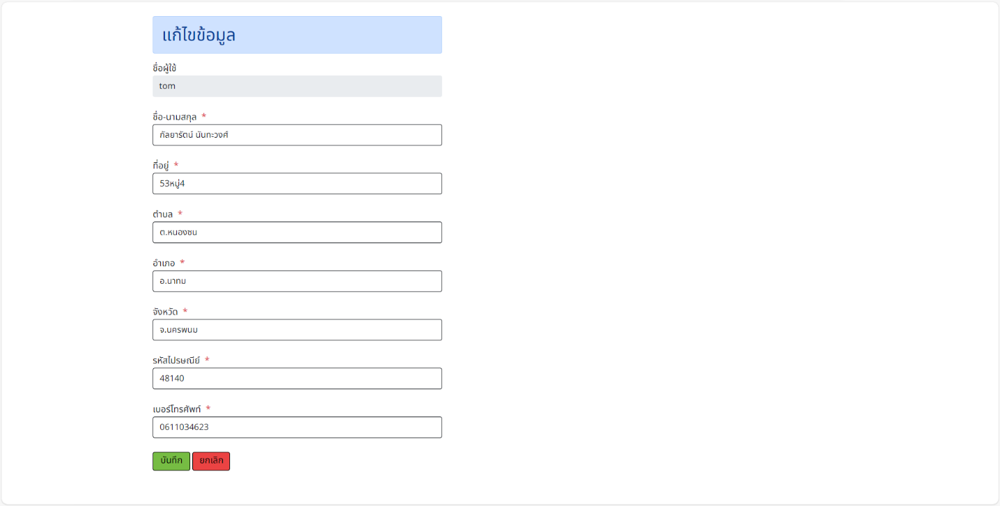 แก้ไขข้อมูล
ชื่อผู้ใช้
tom
ชื่อ-นามสกุล *
กัลยารัตน์ นันทะวงศ์
ที่อยู่ *
53หมู่4
ตำบล *
ต.หนองซน
อำเภอ *
อ.นาทม
จังหวัด *
จ.นครพนม
รหัสไปรษณีย์ *
48140
เบอร์โทรศัพท์ *
0611034623
บันทึก ยกเลิก